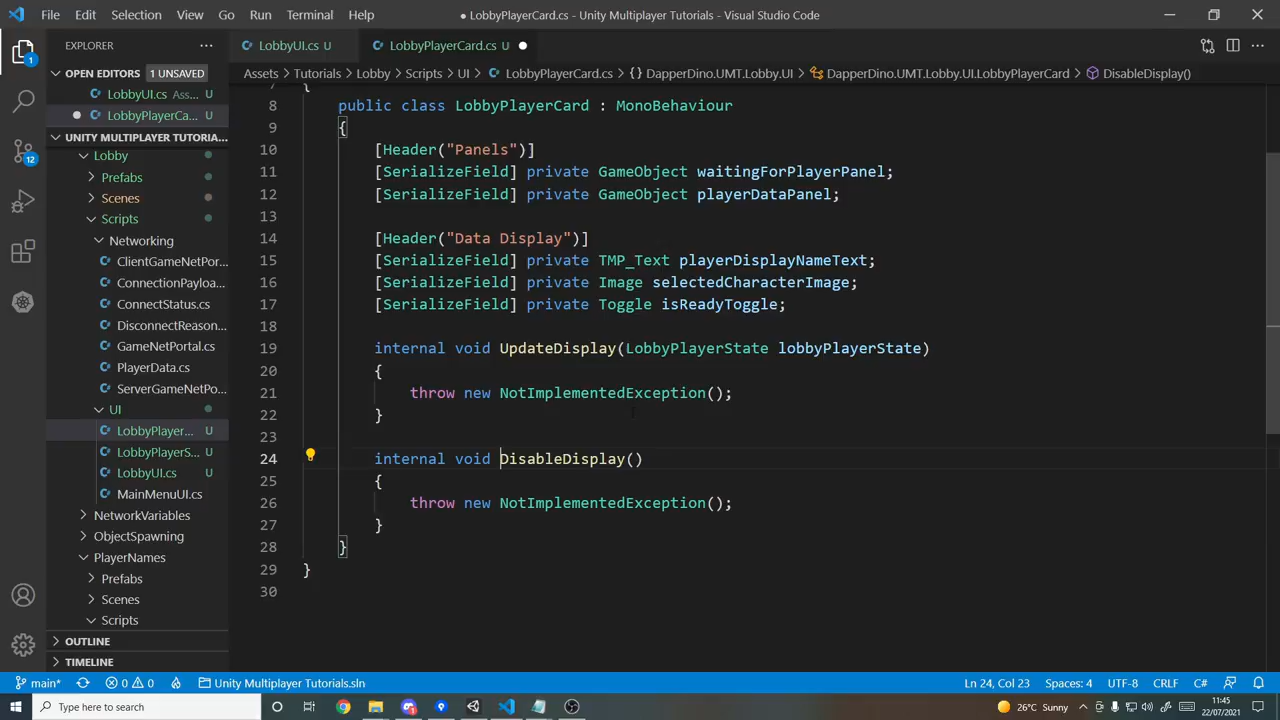 File Edit Selection View Go Run Terminal Help
● LobbyPlayerCard.cs - Unity Multiplayer Tutorials - Visual Studio Code
EXPLORER
LobbyUI.cs U
LobbyPlayerCard.cs U
OPEN EDITORS 1 UNSAVED
Assets > Tutorials > Lobby > Scripts > UI > LobbyPlayerCard.cs > {} DapperDino.UMT.Lobby.UI > DapperDino.UMT.Lobby.UI.LobbyPlayerCard > DisableDisplay()
LobbyUI.cs Ass... U
LobbyPlayerCa... U
UNITY MULTIPLAYER TUTORIA...
Lobby
Prefabs
Scenes
Scripts
Networking
ClientGameNetPor...
ConnectionPayloa...
ConnectStatus.cs
DisconnectReason...
GameNetPortal.cs
PlayerData.cs
ServerGameNetPo...
UI
LobbyPlayer... U
LobbyPlayerS... U
LobbyUI.cs U
MainMenuUI.cs
NetworkVariables
ObjectSpawning
PlayerNames
Prefabs
Scenes
Scripts
OUTLINE
TIMELINE
1
12
7 {
8 public class LobbyPlayerCard : MonoBehaviour
9 {
10 [Header("Panels")]
11 [SerializeField] private GameObject waitingForPlayerPanel;
12 [SerializeField] private GameObject playerDataPanel;
13
14 [Header("Data Display")]
15 [SerializeField] private TMP_Text playerDisplayNameText;
16 [SerializeField] private Image selectedCharacterImage;
17 [SerializeField] private Toggle isReadyToggle;
18
19 internal void UpdateDisplay(LobbyPlayerState lobbyPlayerState)
20 {
21 throw new NotImplementedException();
22 }
23
24 internal void DisableDisplay()
25 {
26 throw new NotImplementedException();
27 }
28 }
29 }
30
main* 0 0 Unity Multiplayer Tutorials.sln
Ln 24, Col 23 Spaces: 4 UTF-8 CRLF C#
Type here to search
26°C Sunny
11:45
22/07/2021